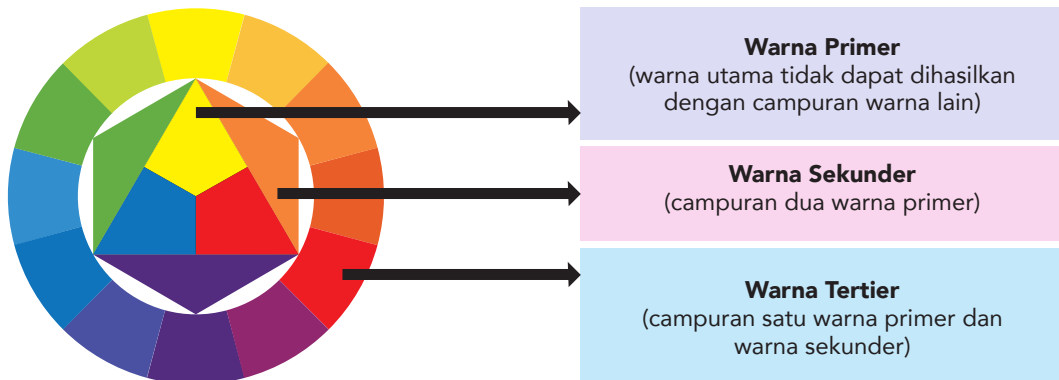 Warna Primer
(warna utama tidak dapat dihasilkan
dengan campuran warna lain)
Warna Sekunder
(campuran dua warna primer)
Warna Tertier
(campuran satu warna primer dan
warna sekunder)